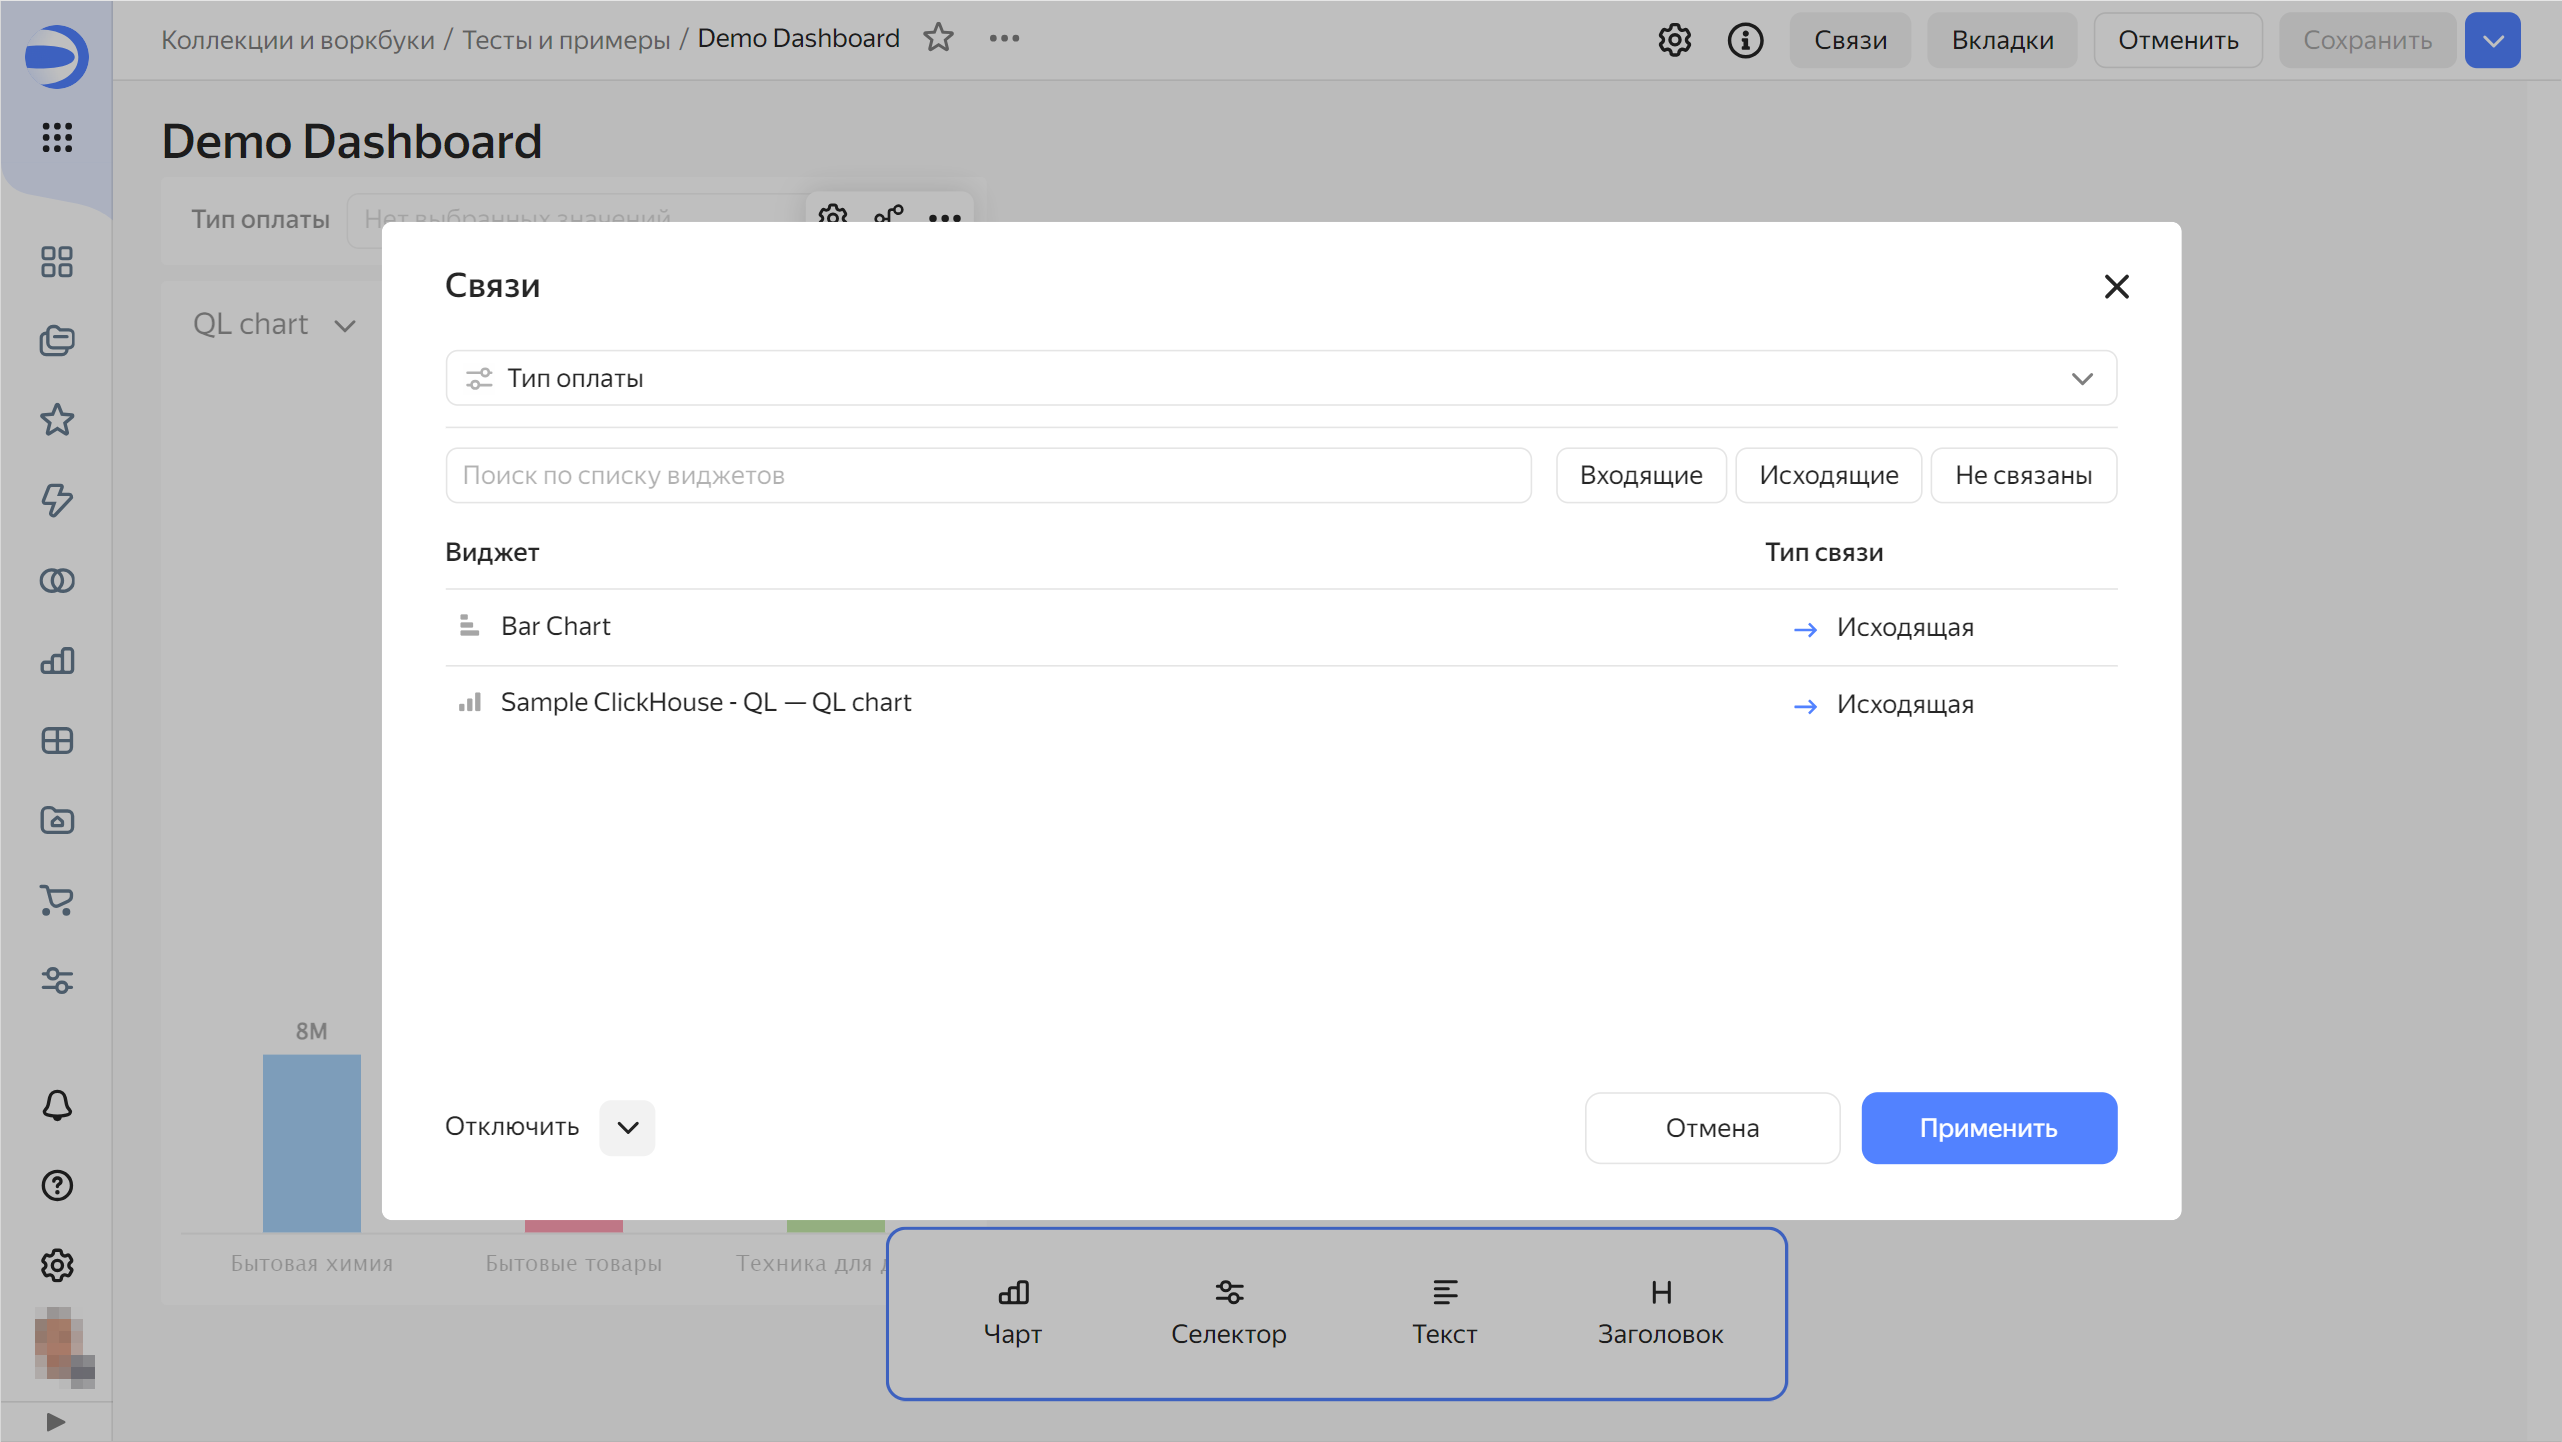 Коллекции и воркбуки / Тесты и примеры / Demo Dashboard
Связи
Вкладки
Отменить
Сохранить
Demo Dashboard
Тип оплаты
Нет выбранных значений
QL chart
Связи
Тип оплаты
Поиск по списку виджетов
Входящие
Исходящие
Не связаны
Виджет
Тип связи
Bar Chart
→ Исходящая
Sample ClickHouse - QL — QL chart
→ Исходящая
8M
Отключить
Отмена
Применить
Бытовая химия
Бытовые товары
Техника для
Чарт
Селектор
Текст
H
Заголовок